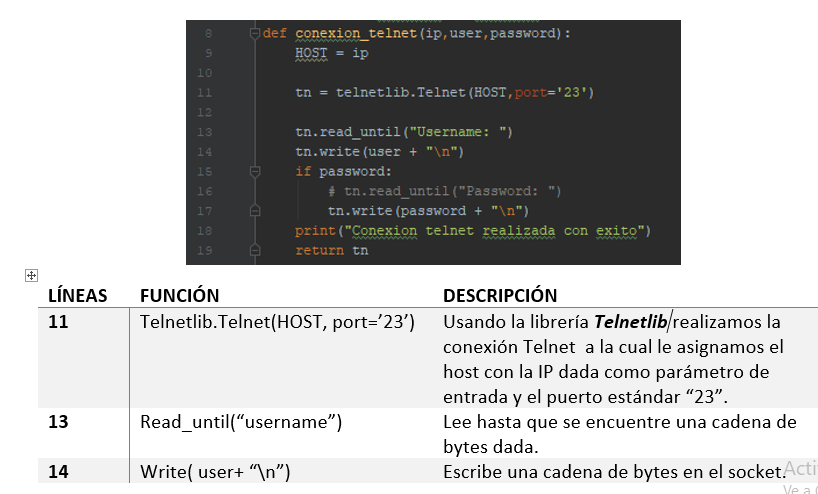 8 def conexion_telnet(ip,user,password):
9 HOST = ip
10
11 tn = telnetlib.Telnet(HOST,port='23')
12
13 tn.read_until("Username: ")
14 tn.write(user + "\n")
15 if password:
16 # tn.read_until("Password: ")
17 tn.write(password + "\n")
18 print("Conexion telnet realizada con exito")
19 return tn
LÍNEAS FUNCIÓN DESCRIPCIÓN
11 Telnetlib.Telnet(HOST, port=’23’) Usando la librería Telnetlib realizamos la
conexión Telnet a la cual le asignamos el
host con la IP dada como parámetro de
entrada y el puerto estándar “23”.
13 Read_until(“username”) Lee hasta que se encuentre una cadena de
bytes dada.
14 Write( user+ “\n”) Escribe una cadena de bytes en el socket.
Acti
Ve a